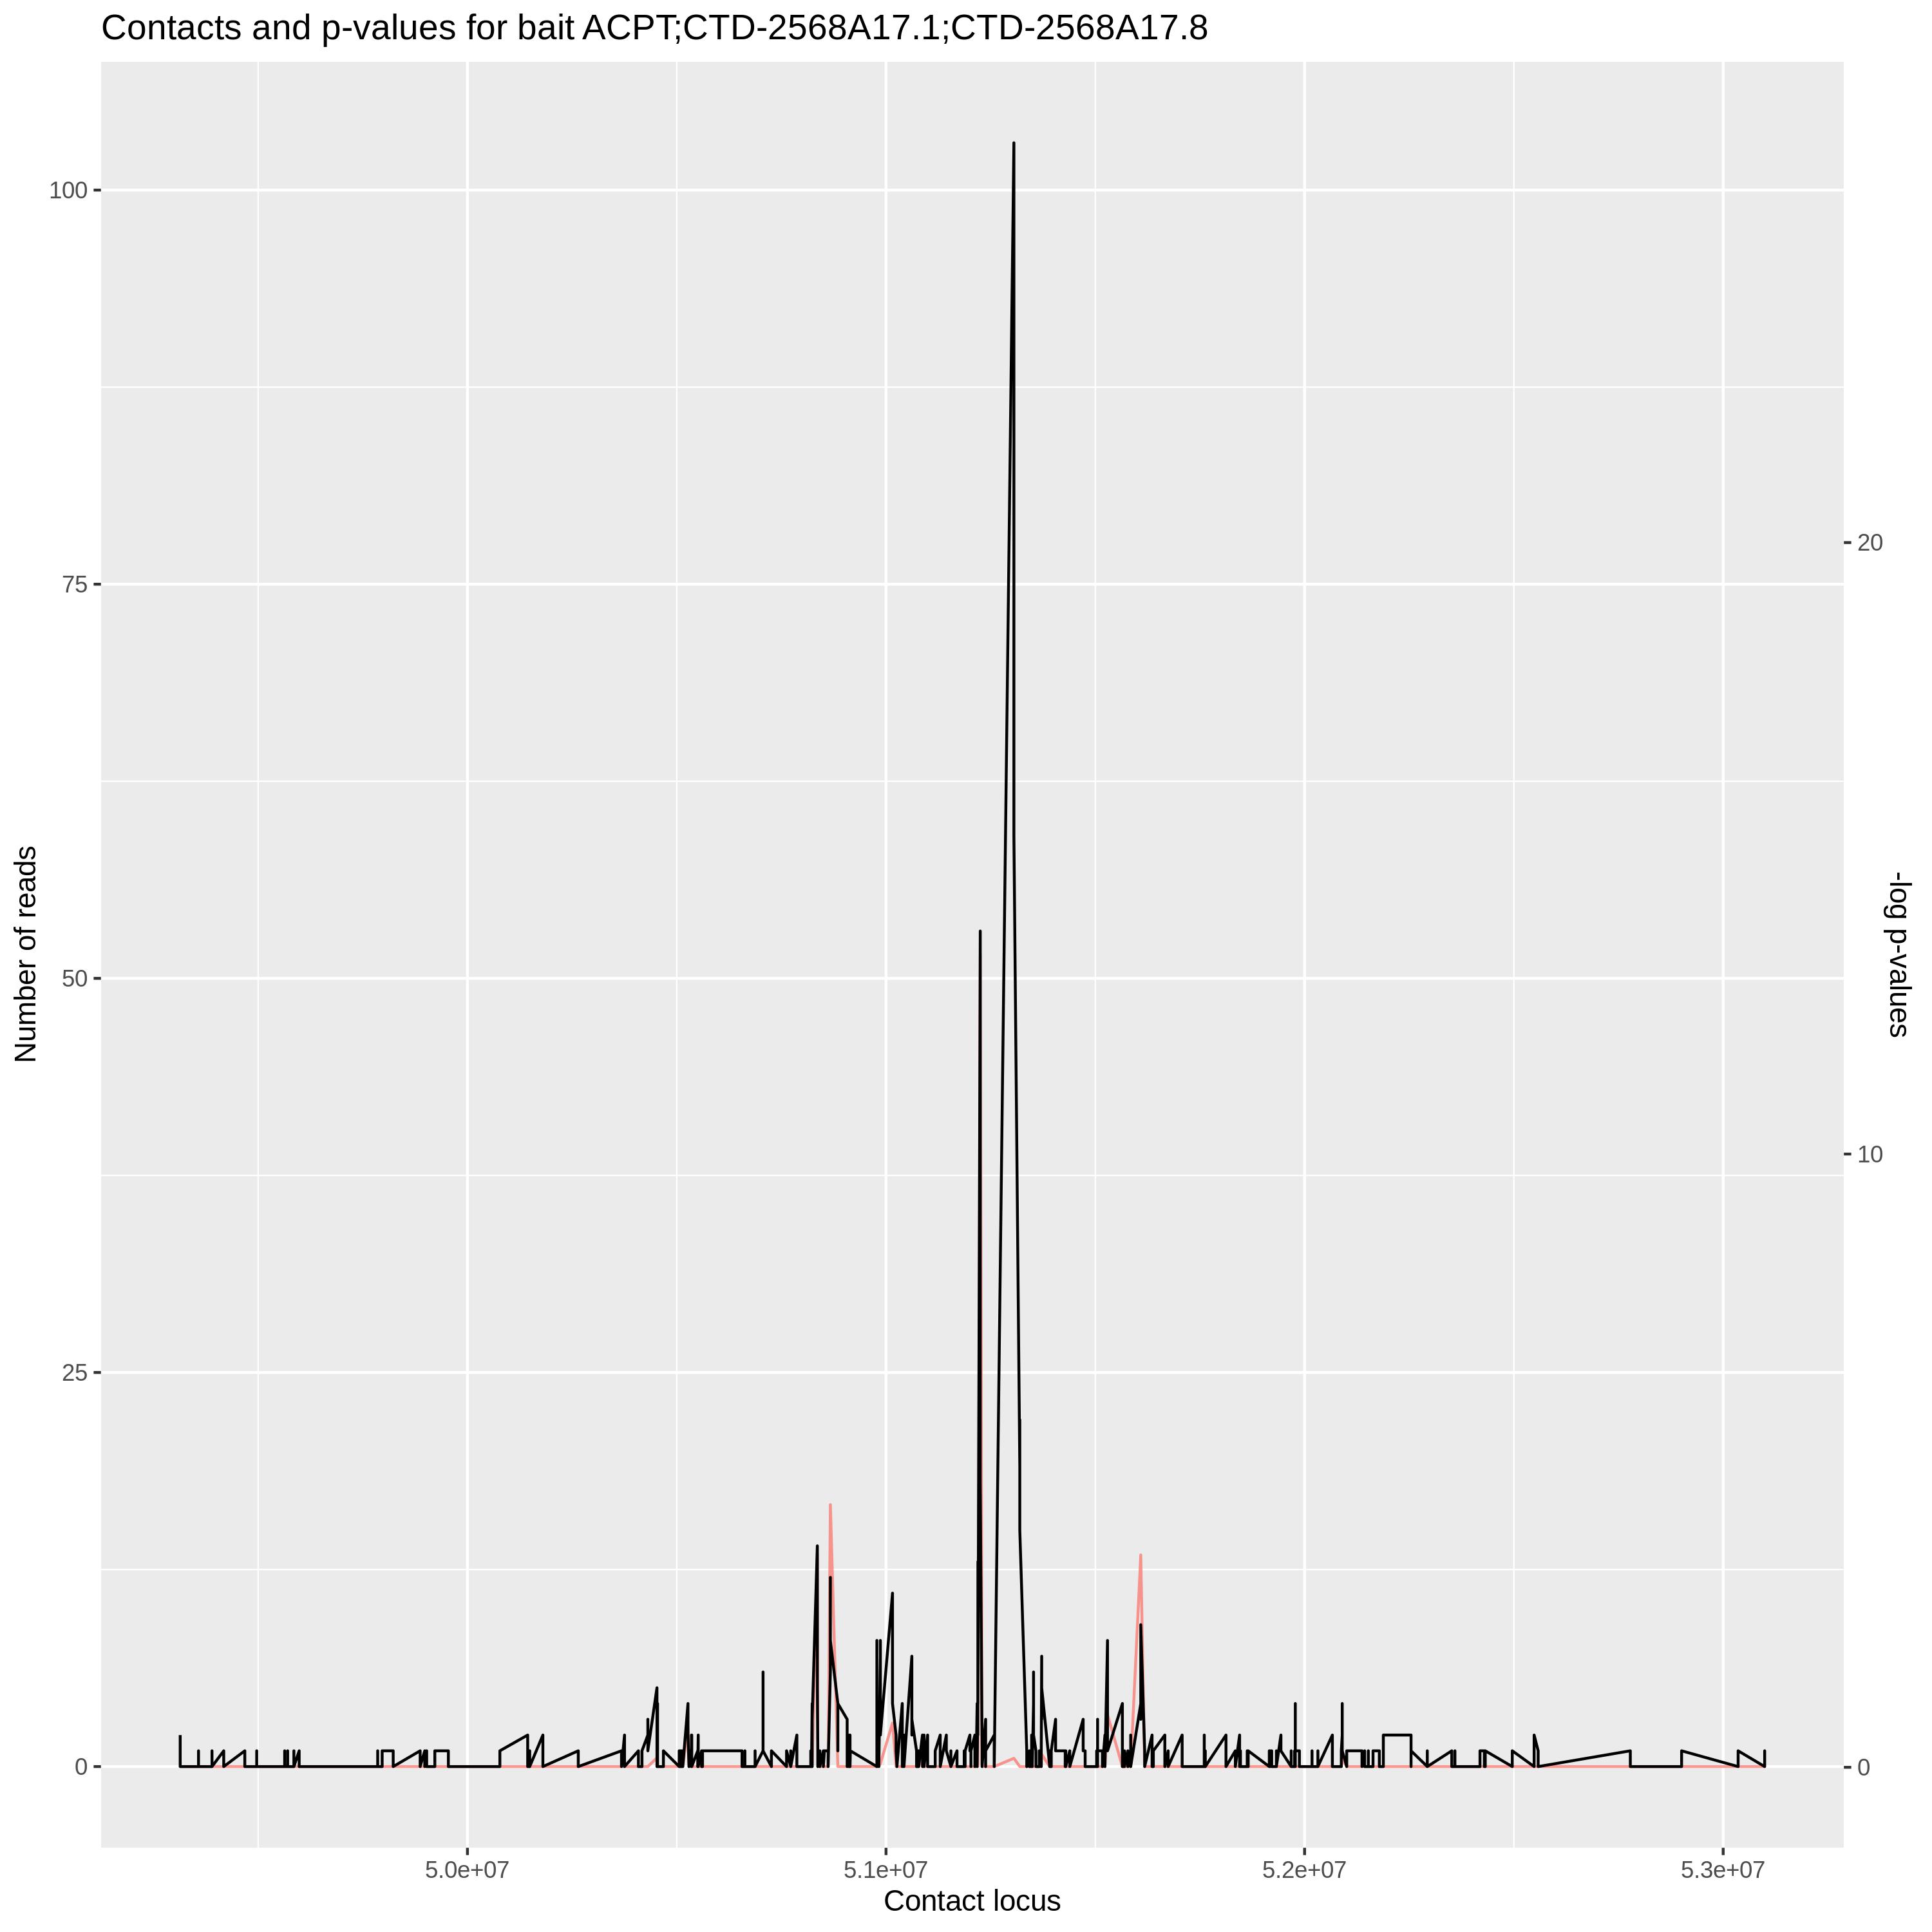 Contacts and p-values for bait ACPT;CTD-2568A17.1;CTD-2568A17.8
100
75
50
25
0
Number of reads
20
10
0
-log p-values
5.0e+07
5.1e+07
5.2e+07
5.3e+07
Contact locus